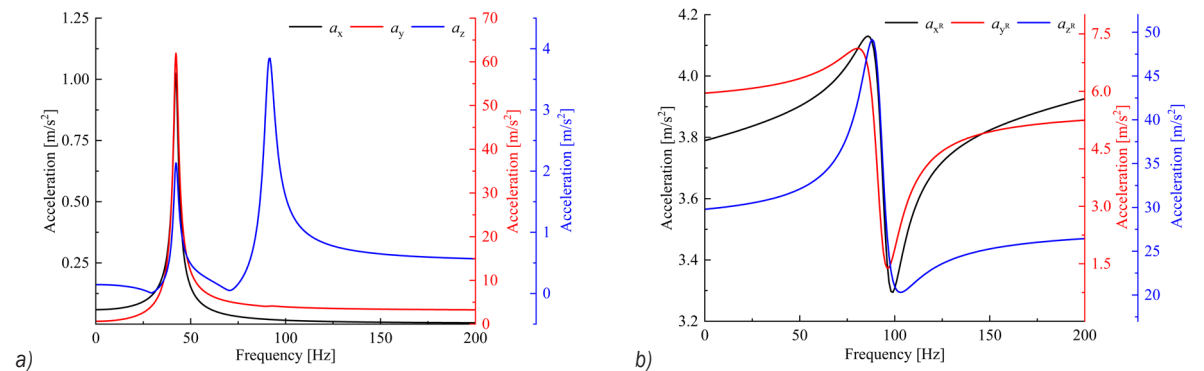 1.25
1.00
0.75
0.50
0.25
Acceleration [m/s²]
aₓ
a_y
a_z
70
60
50
40
30
20
10
0
Acceleration [m/s²]
4
3
2
1
0
Acceleration [m/s²]
0 50 100 150 200
Frequency [Hz]
a)
4.2
4.0
3.8
3.6
3.4
3.2
Acceleration [m/s²]
a_xᴿ
a_yᴿ
a_zᴿ
7.5
6.0
4.5
3.0
1.5
Acceleration [m/s²]
50
45
40
35
30
25
20
Acceleration [m/s²]
0 50 100 150 200
Frequency [Hz]
b)